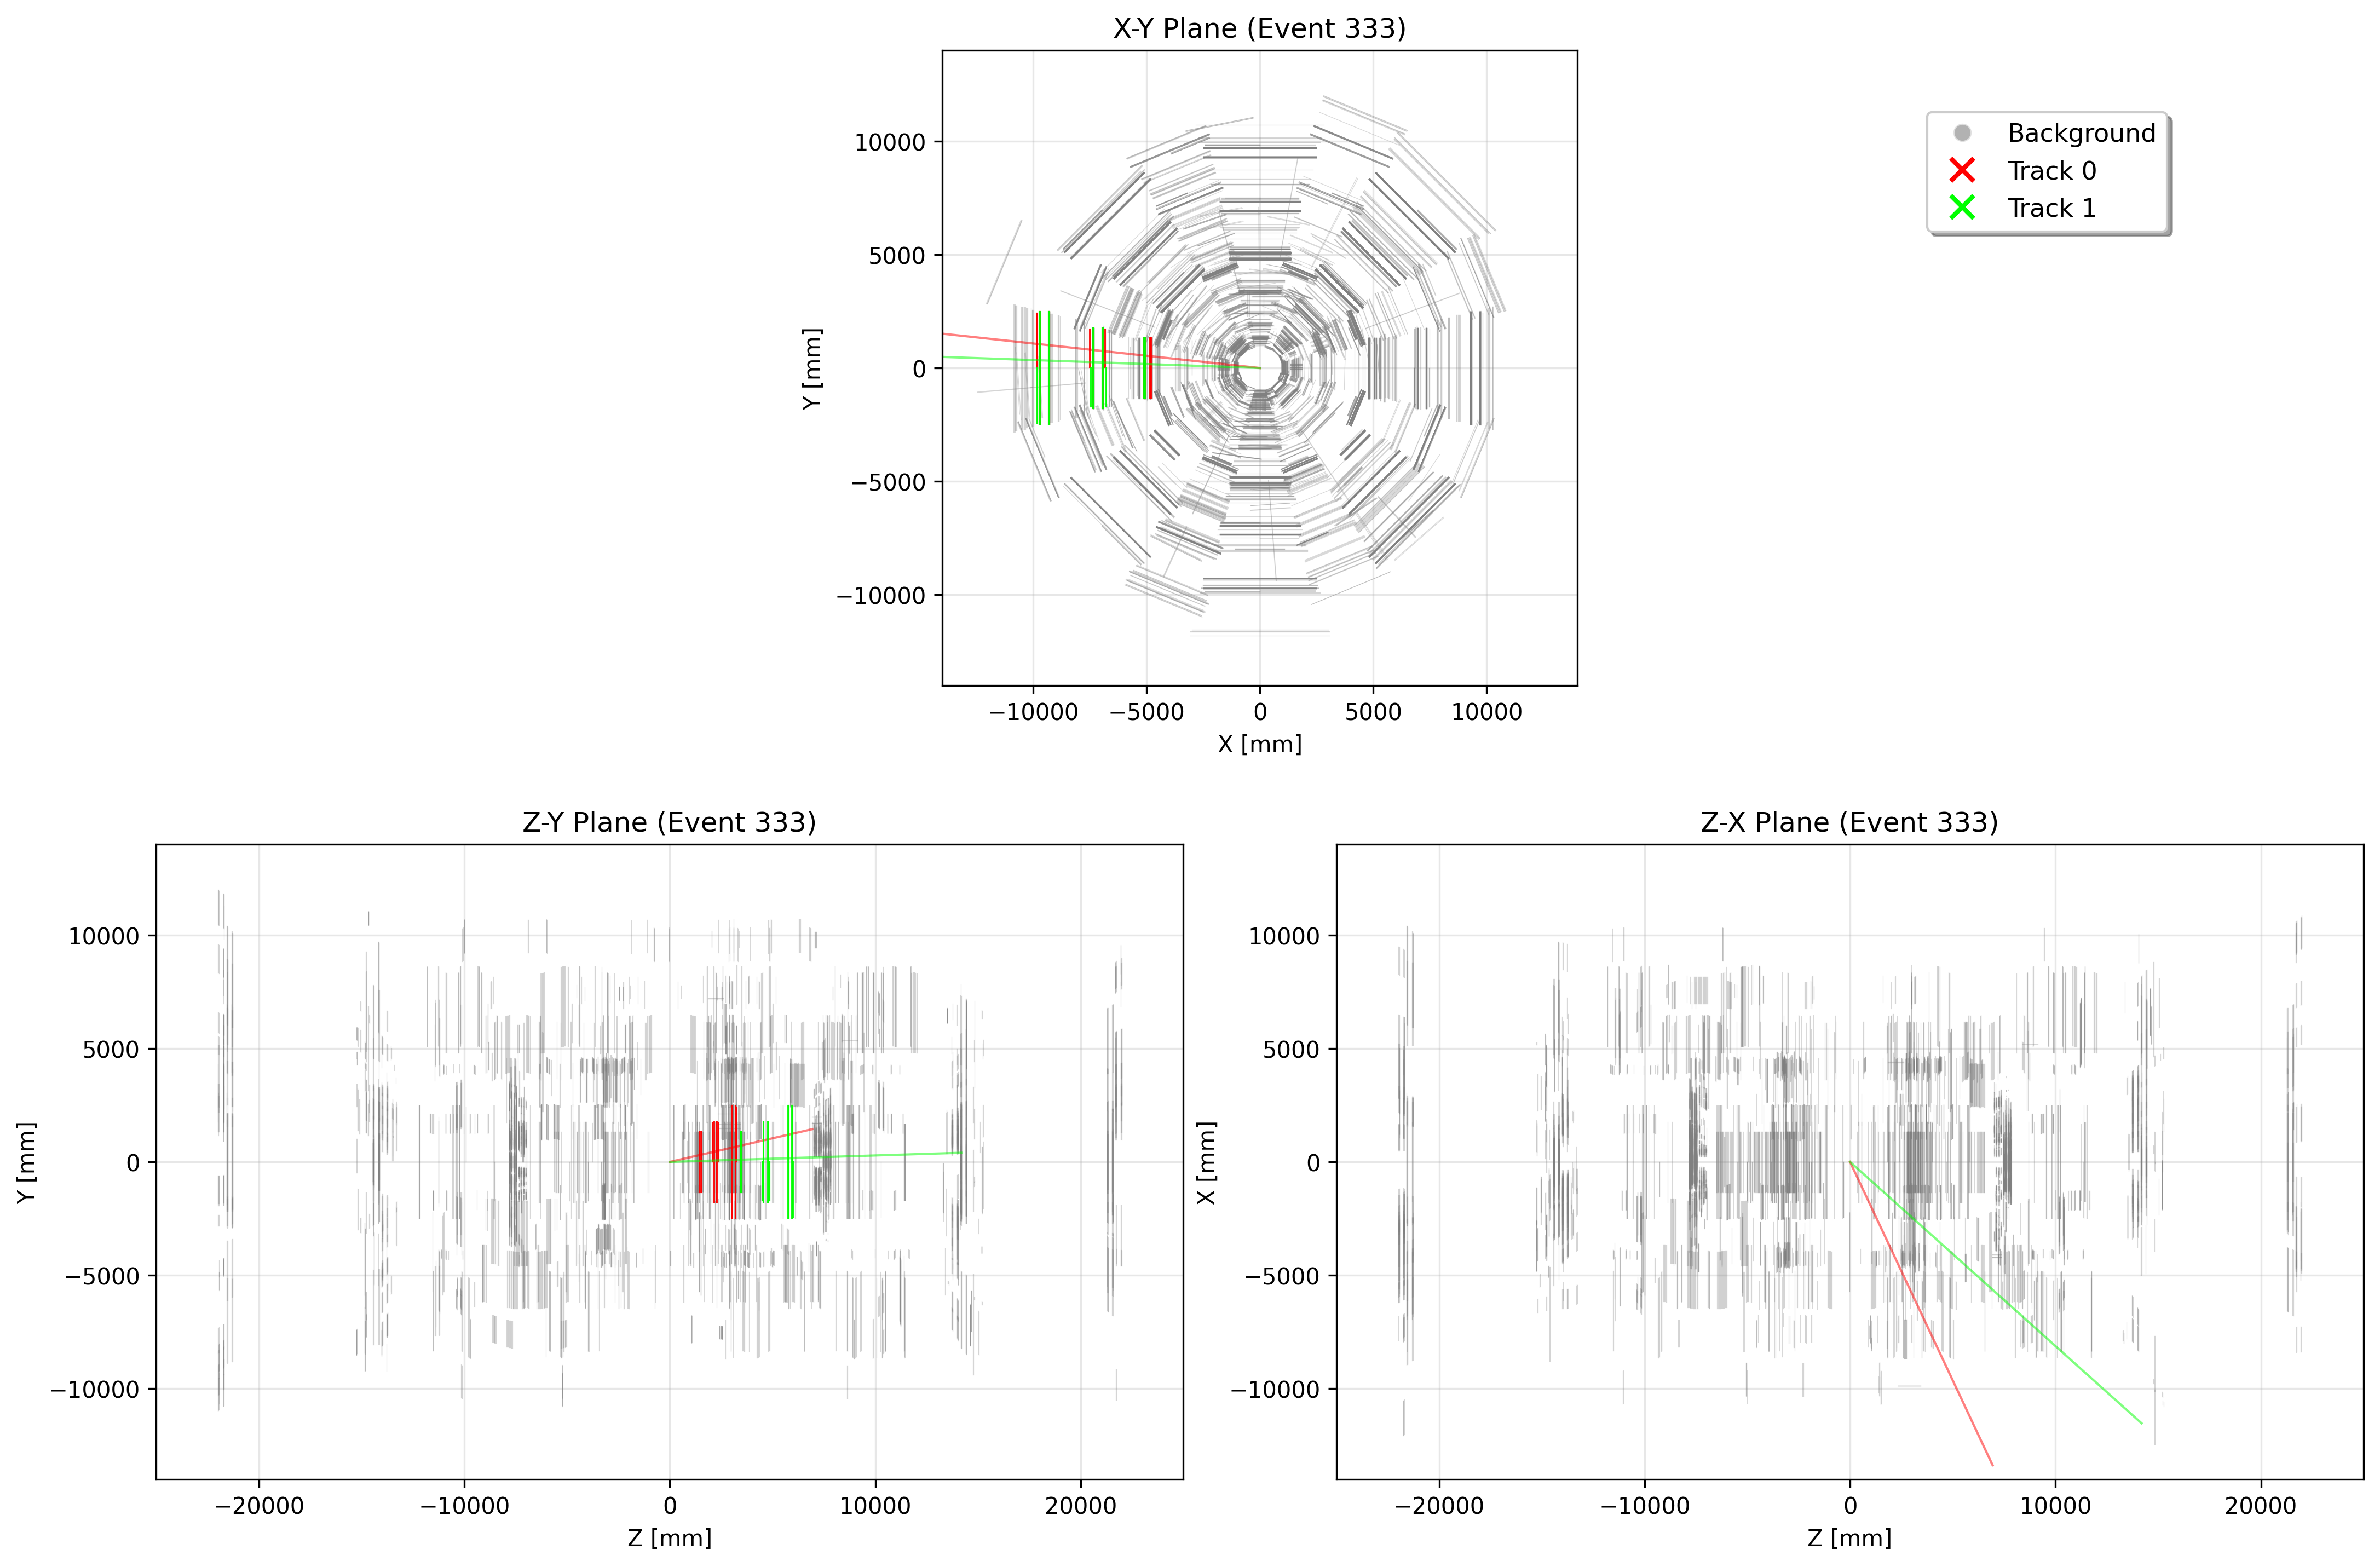 X-Y Plane (Event 333)
Background
Track 0
Track 1
10000
5000
0
−5000
−10000
Y [mm]
−10000 −5000 0 5000 10000
X [mm]
Z-Y Plane (Event 333)
10000
5000
0
−5000
−10000
Y [mm]
−20000 −10000 0 10000 20000
Z [mm]
Z-X Plane (Event 333)
10000
5000
0
−5000
−10000
X [mm]
−20000 −10000 0 10000 20000
Z [mm]